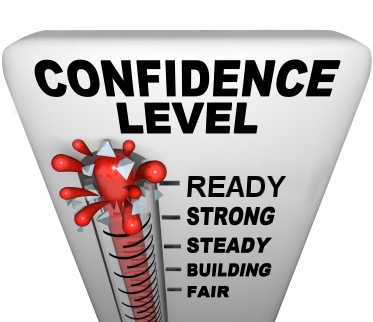 CONFIDENCE
LEVEL
READY
STRONG
STEADY
BUILDING
FAIR